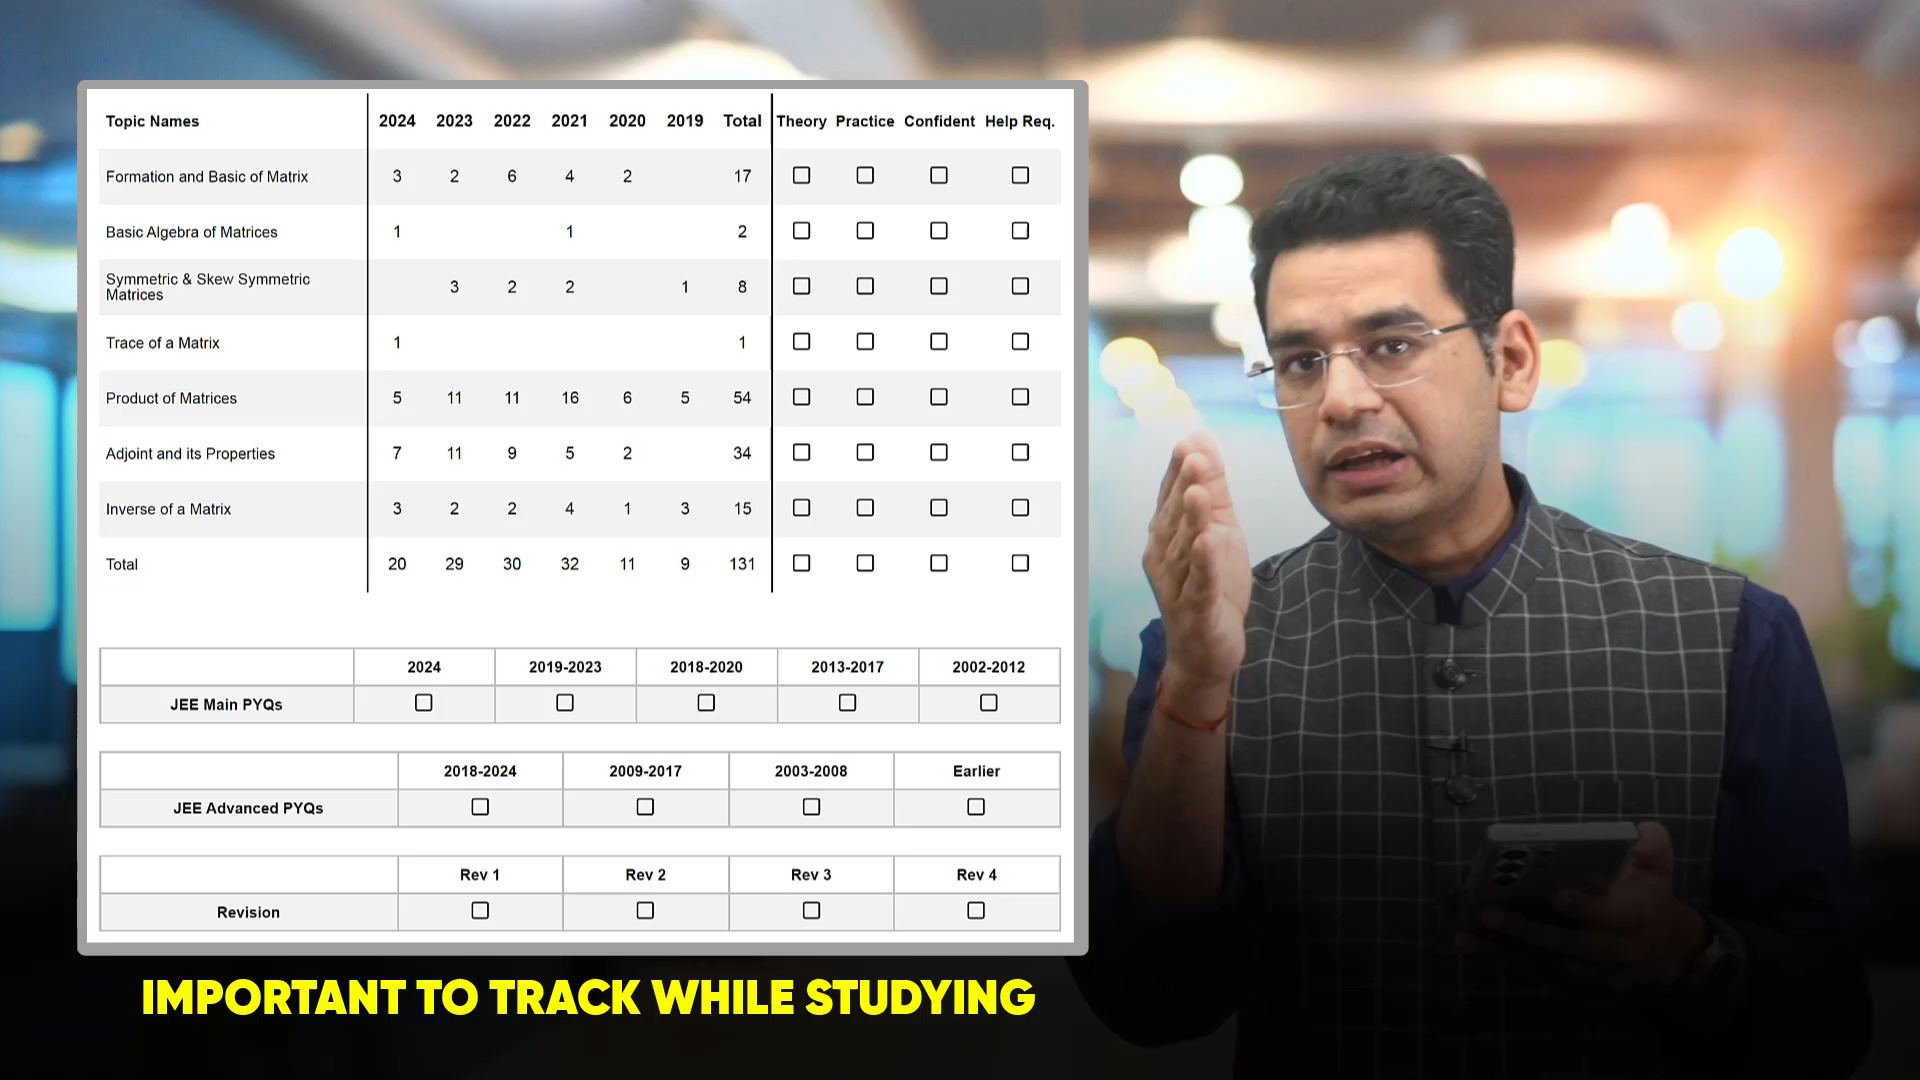 Topic Names 2024 2023 2022 2021 2020 2019 Total Theory Practice Confident Help Req.
Formation and Basic of Matrix 3 2 6 4 2 17
Basic Algebra of Matrices 1 1 2
Symmetric & Skew Symmetric
Matrices 3 2 2 1 8
Trace of a Matrix 1 1
Product of Matrices 5 11 11 16 6 5 54
Adjoint and its Properties 7 11 9 5 2 34
Inverse of a Matrix 3 2 2 4 1 3 15
Total 20 29 30 32 11 9 131
2024 2019-2023 2018-2020 2013-2017 2002-2012
JEE Main PYQs
2018-2024 2009-2017 2003-2008 Earlier
JEE Advanced PYQs
Rev 1 Rev 2 Rev 3 Rev 4
Revision
IMPORTANT TO TRACK WHILE STUDYING